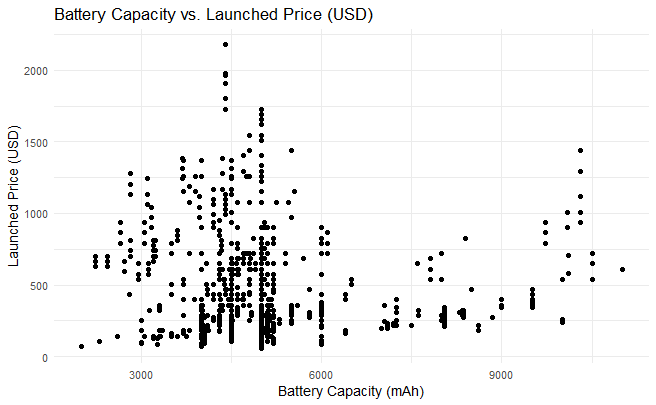 Battery Capacity vs. Launched Price (USD)
2000
1500
1000
500
0
Launched Price (USD)
3000 6000 9000
Battery Capacity (mAh)